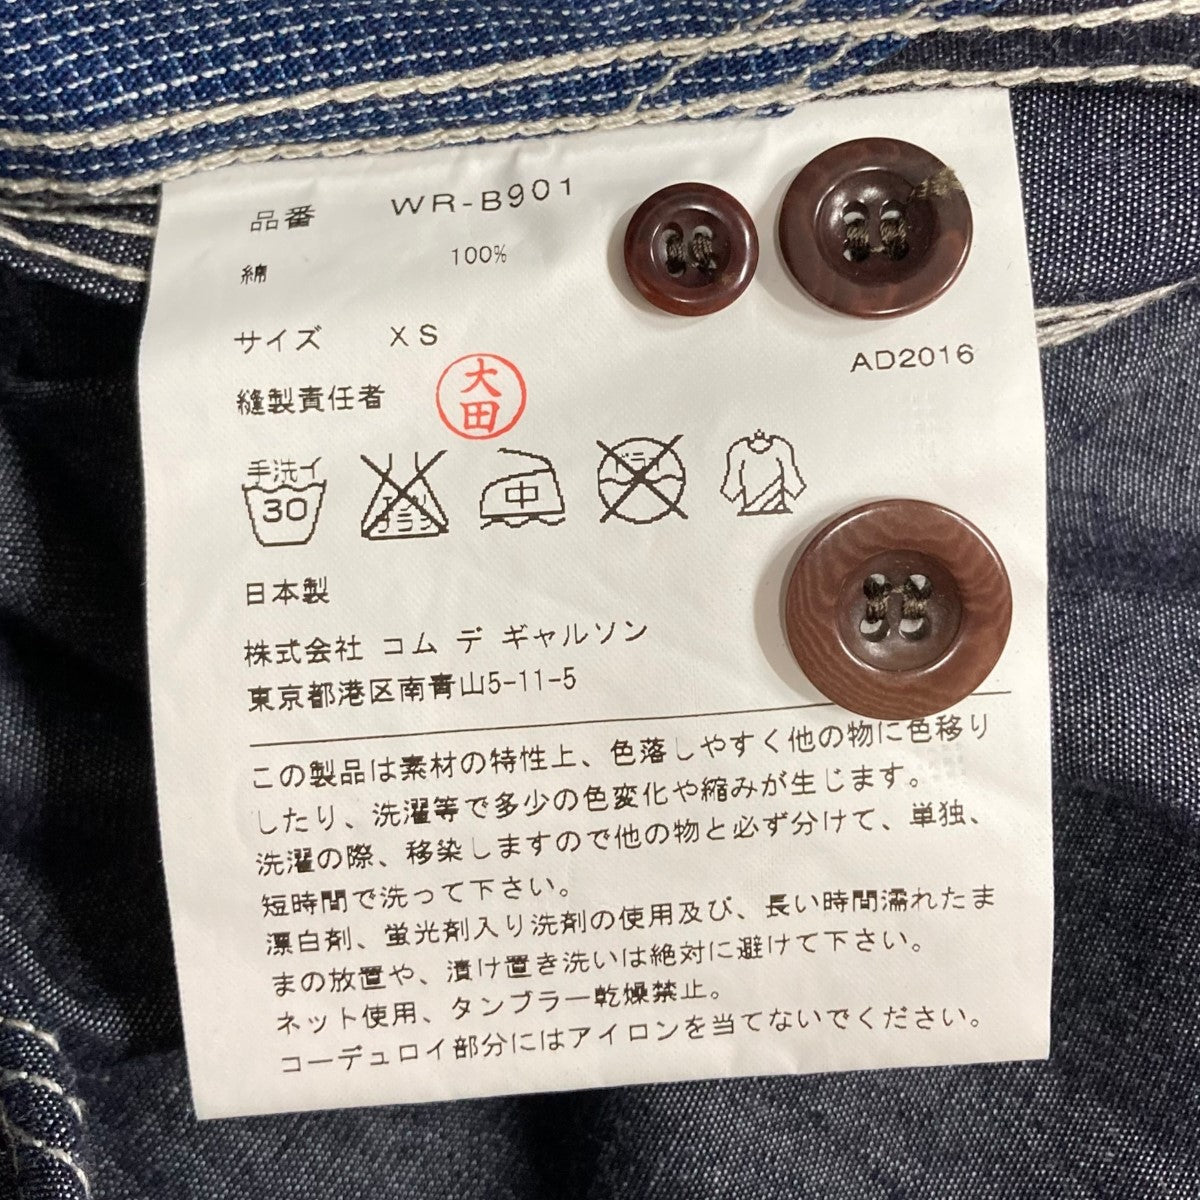 品番 WR-B901
綿 100%
サイズ XS
AD2016
縫製責任者 大田
手洗イ 30
エンソ サラシ
中
ドライ
日本製
株式会社 コム デ ギャルソン
東京都港区南青山5-11-5
この製品は素材の特性上、色落しやすく他の物に色移り
したり、洗濯等で多少の色変化や縮みが生じます。
洗濯の際、移染しますので他の物と必ず分けて、単独、
短時間で洗って下さい。
漂白剤、蛍光剤入り洗剤の使用及び、長い時間濡れたま
まの放置や、漬け置き洗いは絶対に避けて下さい。
ネット使用、タンブラー乾燥禁止。
コーデュロイ部分にはアイロンを当てないでください。